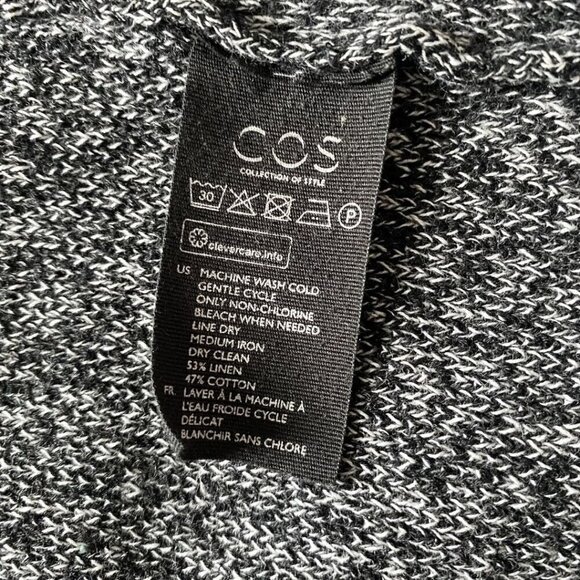 COS
COLLECTION OF STYLE
30 P
clevercare.info
US MACHINE WASH COLD
GENTLE CYCLE
ONLY NON-CHLORINE
BLEACH WHEN NEEDED
LINE DRY
MEDIUM IRON
DRY CLEAN
53% LINEN
47% COTTON
FR LAVER À LA MACHINE À
L'EAU FROIDE CYCLE
DÉLICAT
BLANCHIR SANS CHLORE